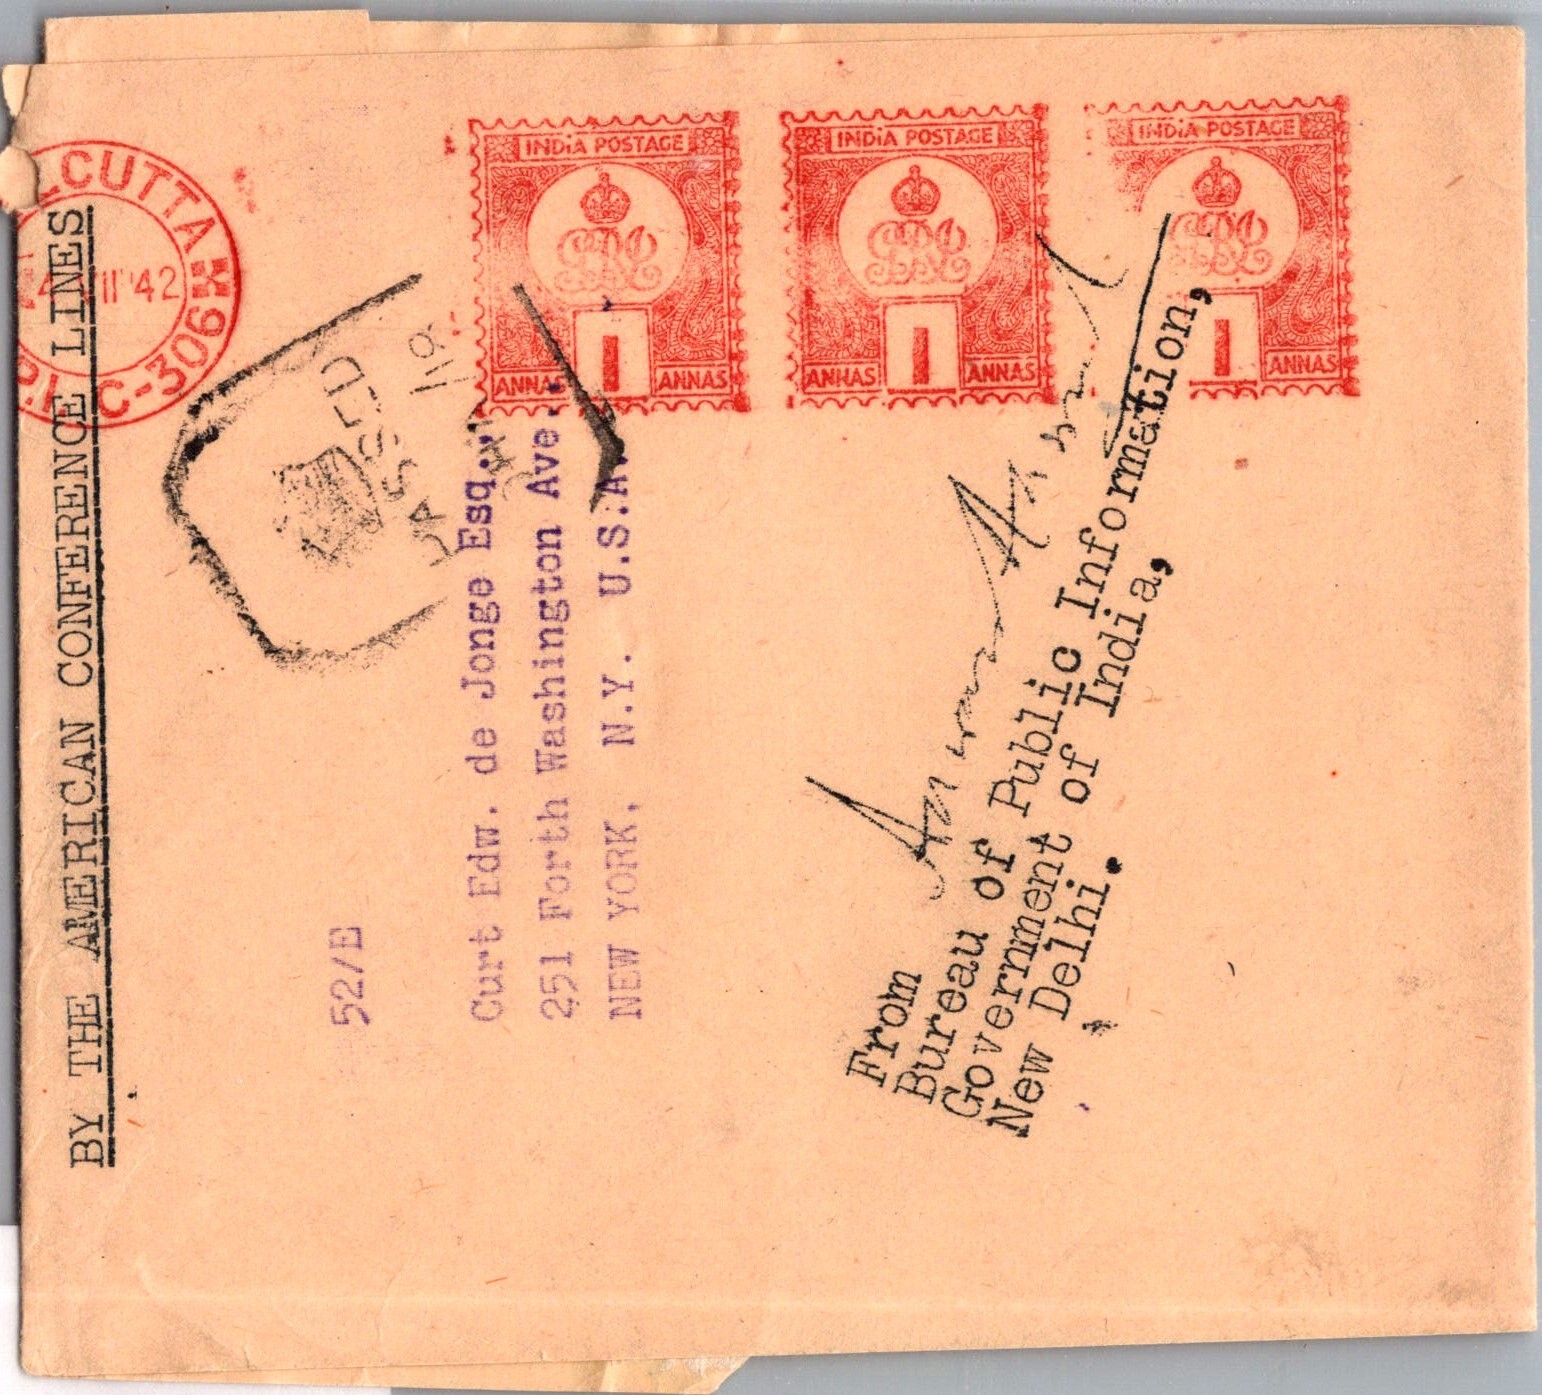 BY THE AMERICAN CONFERENCE LINES
LCUTTA
II '42
C-306
INDiA POSTAGE
1
ANNAS ANNAS
INDiA POSTAGE
1
ANNAS ANNAS
INDiA POSTAGE
1
ANNAS
PASSED
52/E
Curt Edw. de Jonge Esq.,
251 Forth Washington Ave.
NEW YORK, N.Y. U.S.A.
From
Bureau of Public Information,
Government of India,
New Delhi.